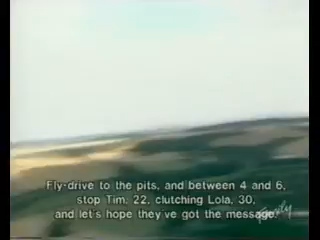 Fly-drive to the pits, and between 4 and 6,
stop Tim, 22, clutching Lola, 30,
and let's hope they've got the message.